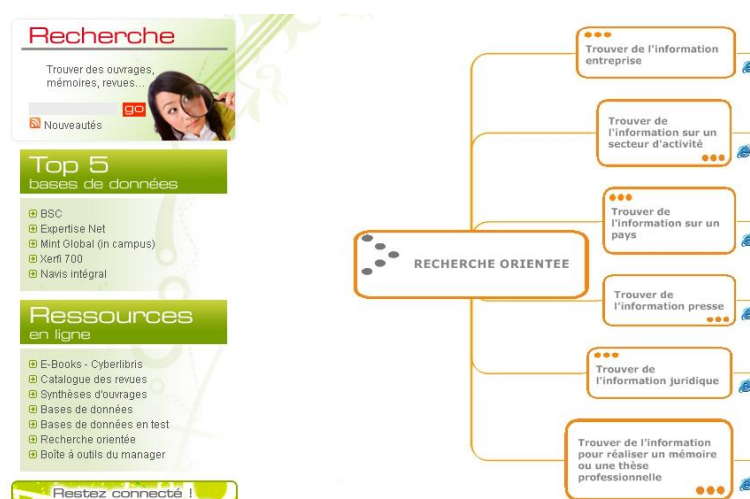 Recherche
Trouver des ouvrages,
mémoires, revues...
go
Nouveautés
Top 5
bases de données
BSC
Expertise Net
Mint Global (in campus)
Xerfi 700
Navis intégral
Ressources
en ligne
E-Books - Cyberlibris
Catalogue des revues
Synthèses d'ouvrages
Bases de données
Bases de données en test
Recherche orientée
Boîte à outils du manager
Restez connecté !
RECHERCHE ORIENTEE
Trouver de l'information
entreprise
Trouver de
l'information sur un
secteur d'activité
Trouver de
l'information sur un
pays
Trouver de
l'information presse
Trouver de
l'information juridique
Trouver de l'information
pour réaliser un mémoire
ou une thèse
professionnelle